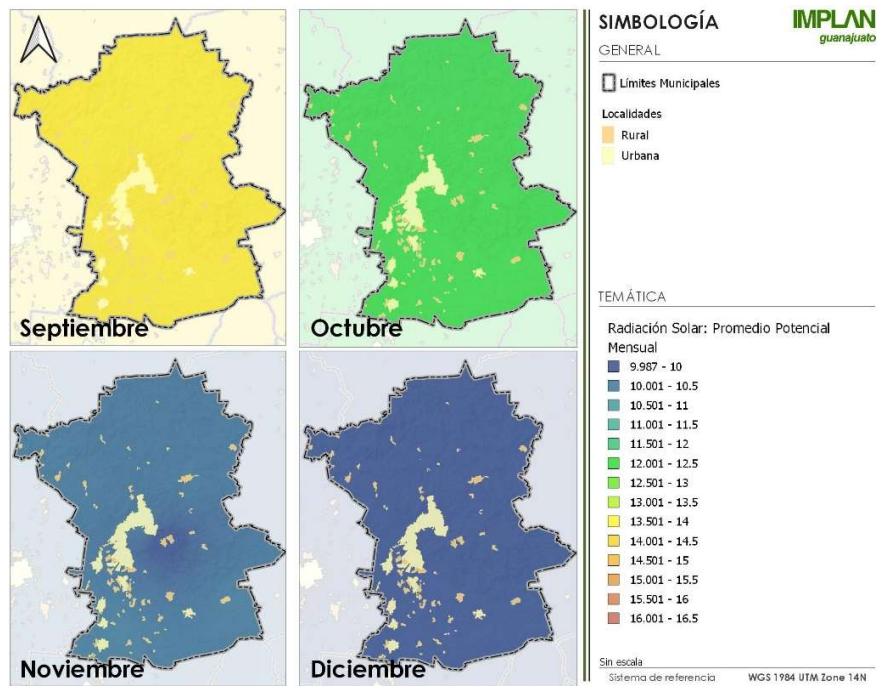 Septiembre
Octubre
Noviembre
Diciembre
SIMBOLOGÍA
IMPLAN
guanajuato
GENERAL
Límites Municipales
Localidades
Rural
Urbana
TEMÁTICA
Radiación Solar: Promedio Potencial
Mensual
9.987 - 10
10.001 - 10.5
10.501 - 11
11.001 - 11.5
11.501 - 12
12.001 - 12.5
12.501 - 13
13.001 - 13.5
13.501 - 14
14.001 - 14.5
14.501 - 15
15.001 - 15.5
15.501 - 16
16.001 - 16.5
Sin escala
Sistema de referencia WGS 1984 UTM Zone 14N